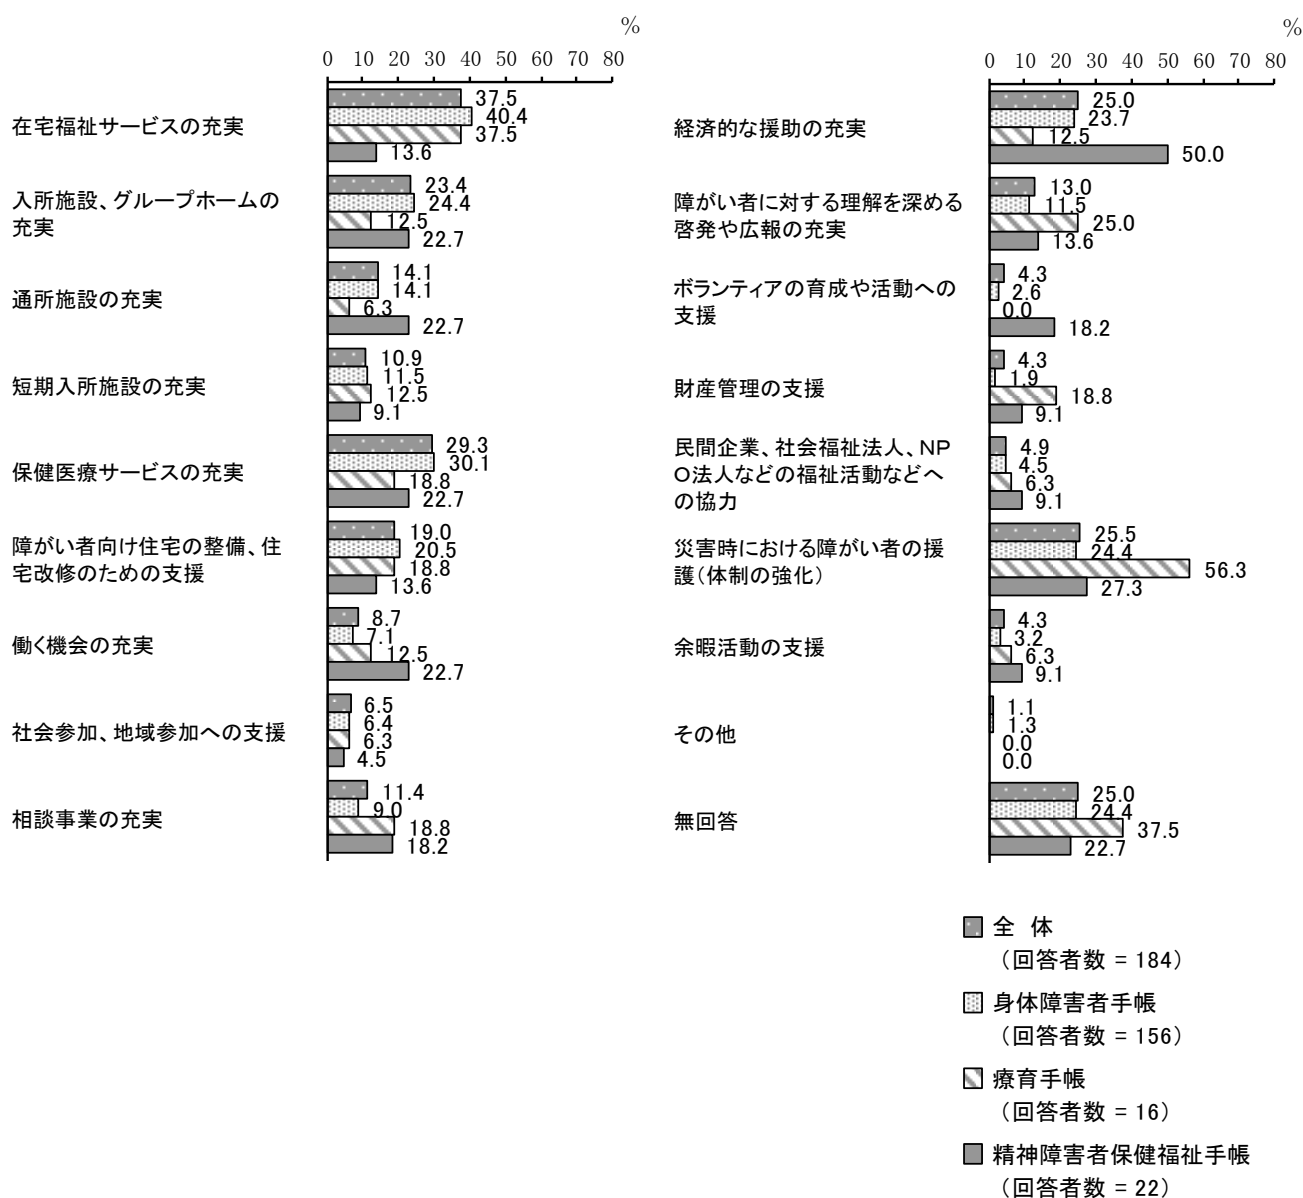 %
0 10 20 30 40 50 60 70 80
在宅福祉サービスの充実
37.5
40.4
37.5
13.6
入所施設、グループホームの
充実
23.4
24.4
12.5
22.7
通所施設の充実
14.1
14.1
6.3
22.7
短期入所施設の充実
10.9
11.5
12.5
9.1
保健医療サービスの充実
29.3
30.1
18.8
22.7
障がい者向け住宅の整備、住
宅改修のための支援
19.0
20.5
18.8
13.6
働く機会の充実
8.7
7.1
12.5
22.7
社会参加、地域参加への支援
6.5
6.4
6.3
4.5
相談事業の充実
11.4
9.0
18.8
18.2
%
0 10 20 30 40 50 60 70 80
経済的な援助の充実
25.0
23.7
12.5
50.0
障がい者に対する理解を深める
啓発や広報の充実
13.0
11.5
25.0
13.6
ボランティアの育成や活動への
支援
4.3
2.6
0.0
18.2
財産管理の支援
4.3
1.9
18.8
9.1
民間企業、社会福祉法人、NP
O法人などの福祉活動などへ
の協力
4.9
4.5
6.3
9.1
災害時における障がい者の援
護(体制の強化)
25.5
24.4
56.3
27.3
余暇活動の支援
4.3
3.2
6.3
9.1
その他
1.1
1.3
0.0
0.0
無回答
25.0
24.4
37.5
22.7
全 体
(回答者数 = 184)
身体障害者手帳
(回答者数 = 156)
療育手帳
(回答者数 = 16)
精神障害者保健福祉手帳
(回答者数 = 22)